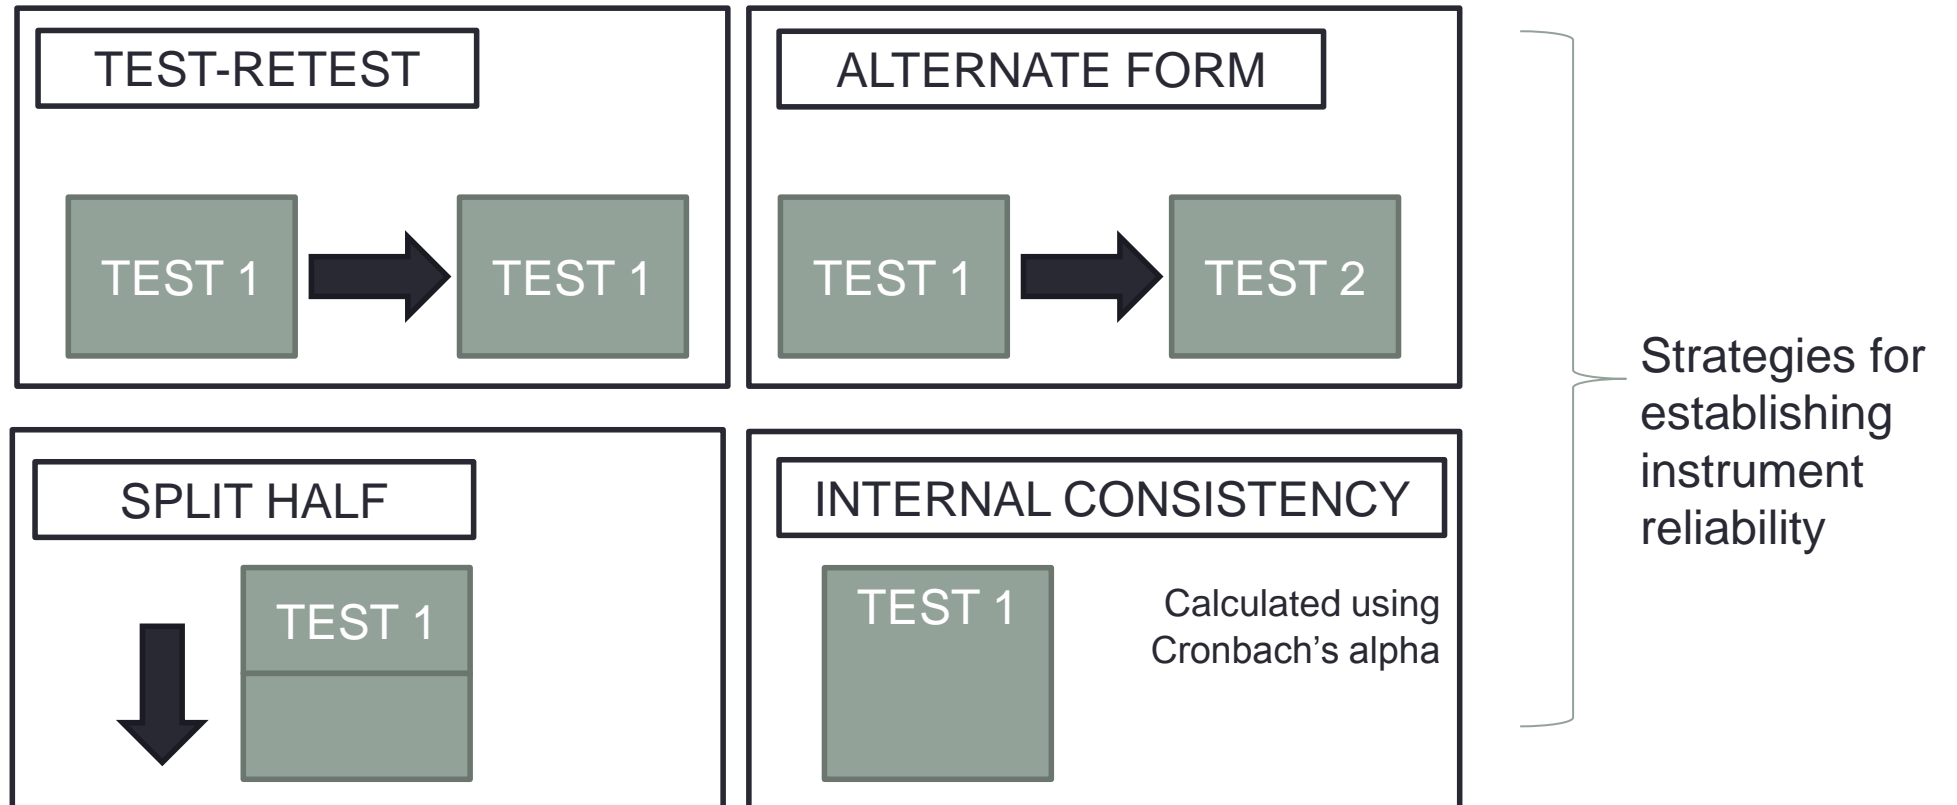 TEST-RETEST
TEST 1
TEST 1
ALTERNATE FORM
TEST 1
TEST 2
SPLIT HALF
TEST 1
INTERNAL CONSISTENCY
TEST 1
Calculated using
Cronbach’s alpha
Strategies for
establishing
instrument
reliability